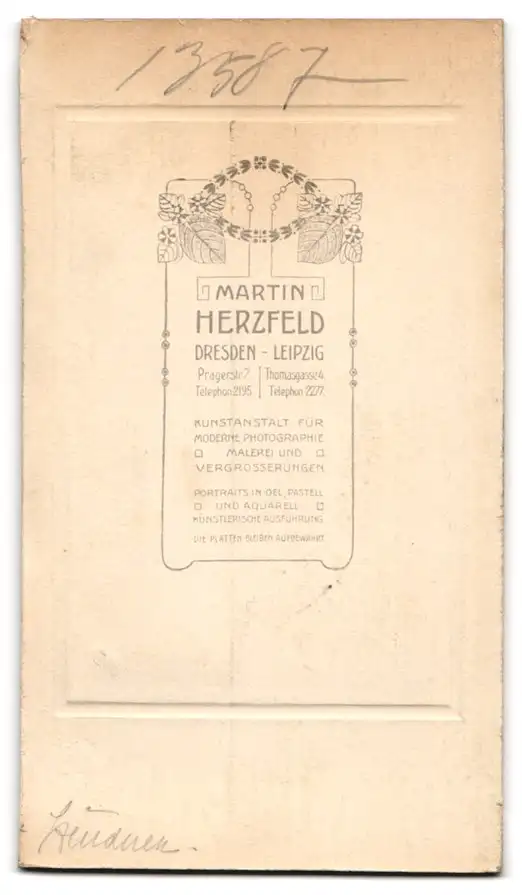 13587
MARTIN
HERZFELD
DRESDEN - LEIPZIG
Pragerstr. 7. Thomasgasse 4.
Telephon 2195 Telephon 2277.
KUNSTANSTALT FÜR
MODERNE PHOTOGRAPHIE
MALEREI UND
VERGRÖSSERUNGEN
PORTRAITS IN OEL, PASTELL
UND AQUARELL
KÜNSTLERISCHE AUSFÜHRUNG
DIE PLATTEN BLEIBEN AUFBEWAHRT